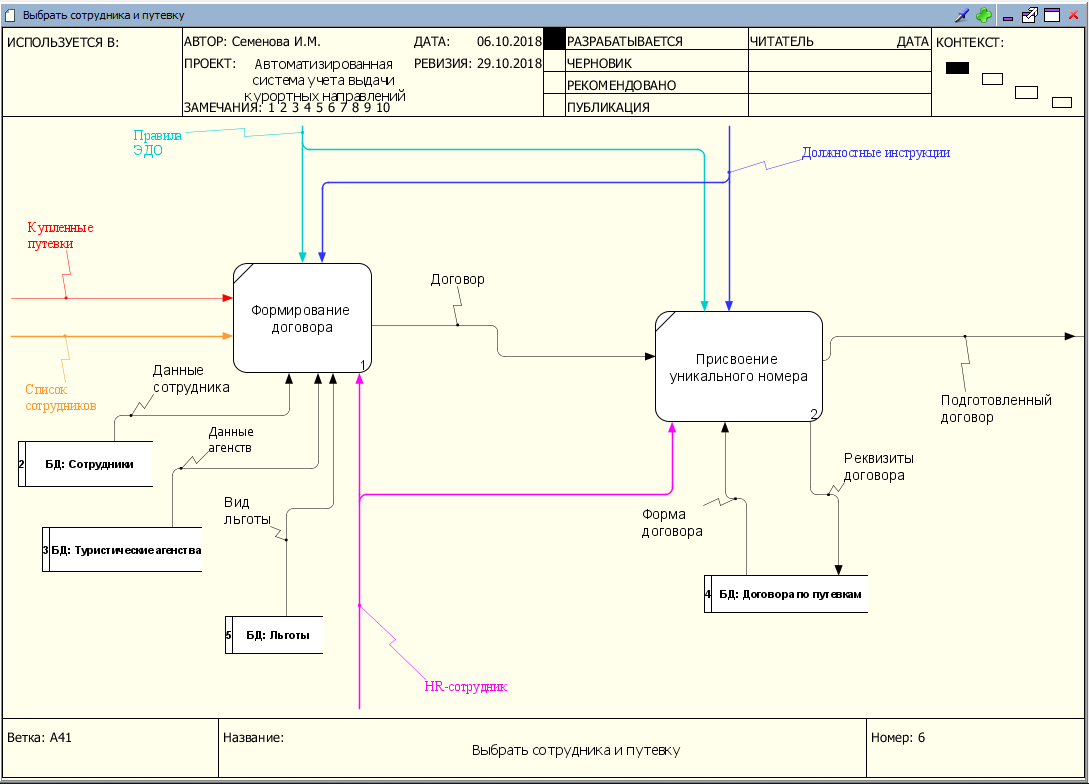 Выбрать сотрудника и путевку
ИСПОЛЬЗУЕТСЯ В:
АВТОР: Семенова И.М.
ДАТА: 06.10.2018
РАЗРАБАТЫВАЕТСЯ
ЧИТАТЕЛЬ
ДАТА
КОНТЕКСТ:
ПРОЕКТ: Автоматизированная
система учета выдачи
курортных направлений
РЕВИЗИЯ: 29.10.2018
ЧЕРНОВИК
РЕКОМЕНДОВАНО
ЗАМЕЧАНИЯ: 1 2 3 4 5 6 7 8 9 10
ПУБЛИКАЦИЯ
Правила
ЭДО
Должностные инструкции
Купленные
путевки
Договор
Формирование
договора
1
Присвоение
уникального номера
2
Список
сотрудников
Данные
сотрудника
Подготовленный
договор
Данные
агенств
2 БД: Сотрудники
Реквизиты
договора
Вид
льготы
Форма
договора
3 БД: Туристические агенства
4 БД: Договора по путевкам
5 БД: Льготы
HR-сотрудник
Ветка: A41
Название:
Выбрать сотрудника и путевку
Номер: 6